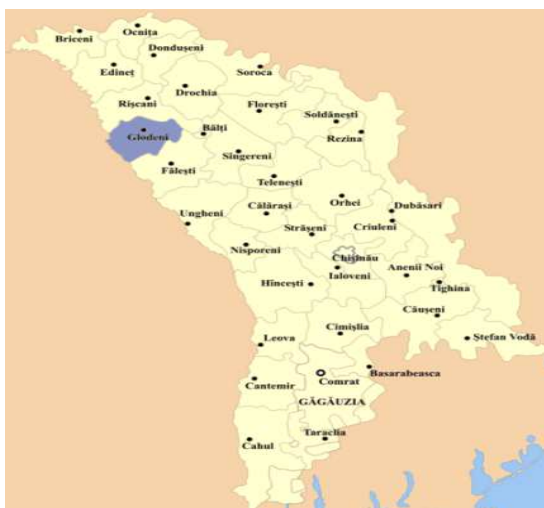 Ocnița
Briceni
Dondușeni
Edineț
Soroca
Drochia
Rîșcani
Florești
Șoldănești
Glodeni
Bălți
Rezina
Sîngerei
Fălești
Telenești
Orhei
Călărași
Dubăsari
Ungheni
Criuleni
Strășeni
Nisporeni
Chișinău
Anenii Noi
Ialoveni
Tighina
Hîncești
Căușeni
Cimișlia
Ștefan Vodă
Leova
Basarabeasca
Comrat
Cantemir
GĂGĂUZIA
Taraclia
Cahul